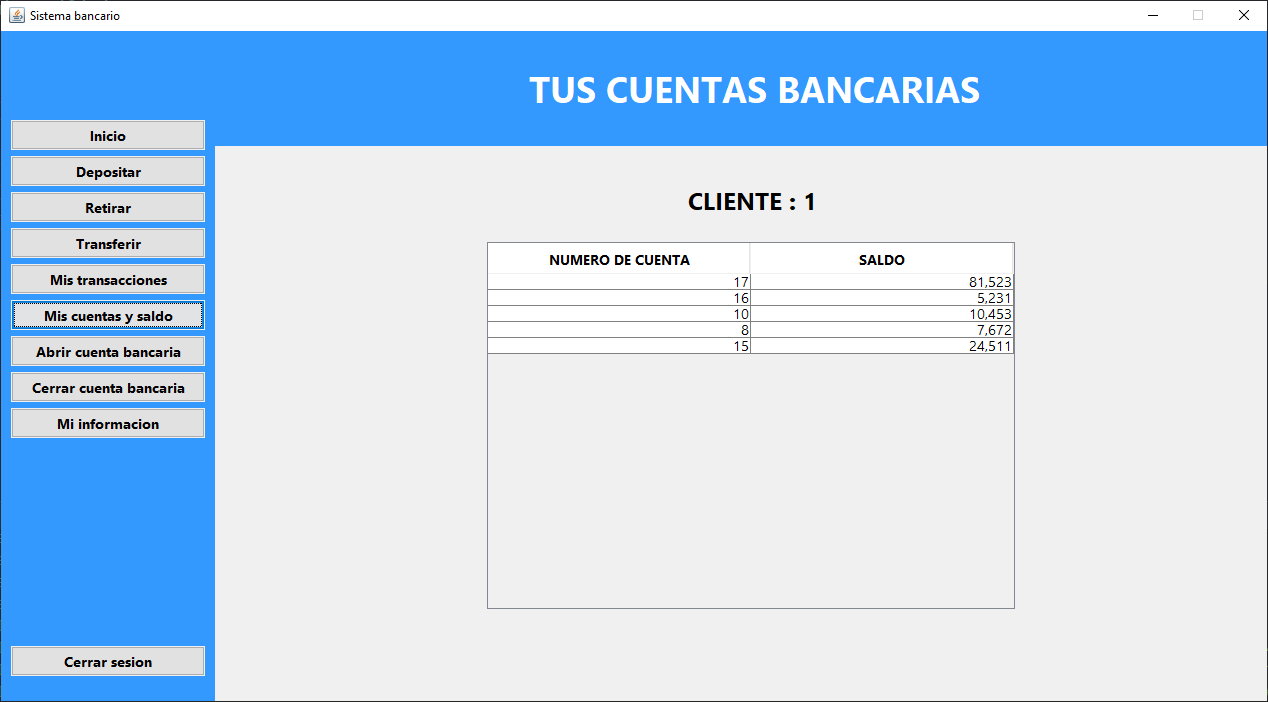 Sistema bancario
TUS CUENTAS BANCARIAS
Inicio
Depositar
Retirar
Transferir
Mis transacciones
Mis cuentas y saldo
Abrir cuenta bancaria
Cerrar cuenta bancaria
Mi informacion
Cerrar sesion
CLIENTE : 1
NUMERO DE CUENTA SALDO
17 81,523
16 5,231
10 10,453
8 7,672
15 24,511